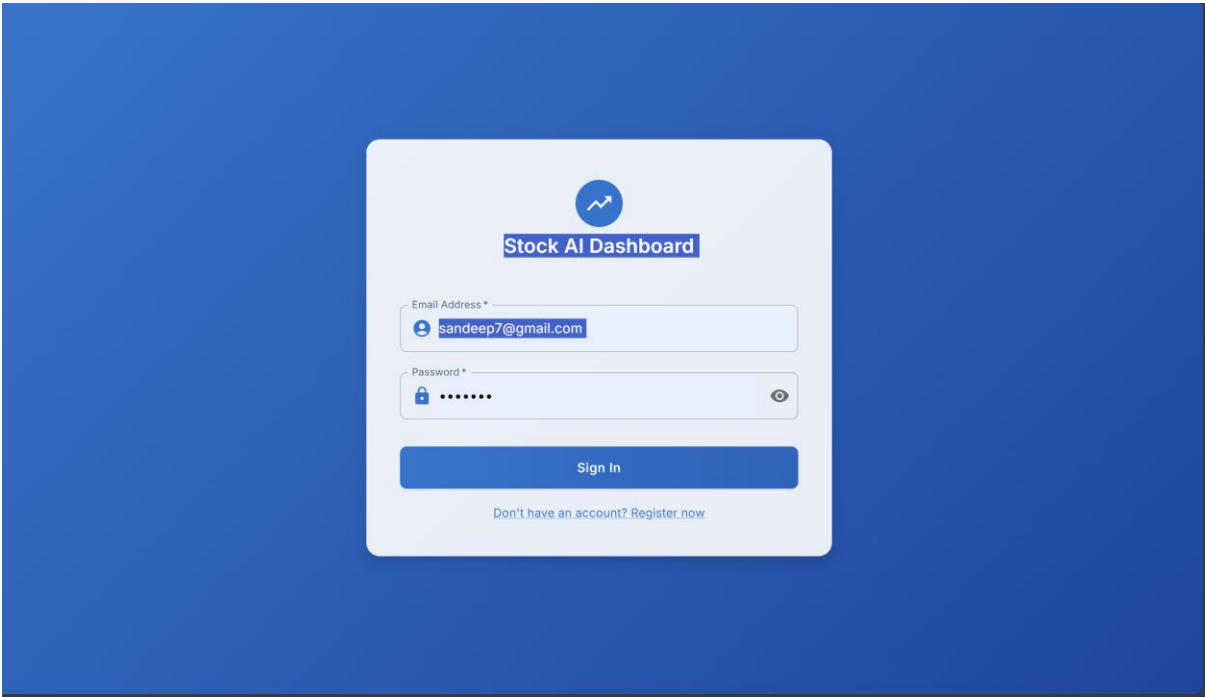 Stock AI Dashboard
Email Address *
sandeep7@gmail.com
Password *
•••••••
Sign In
Don't have an account? Register now